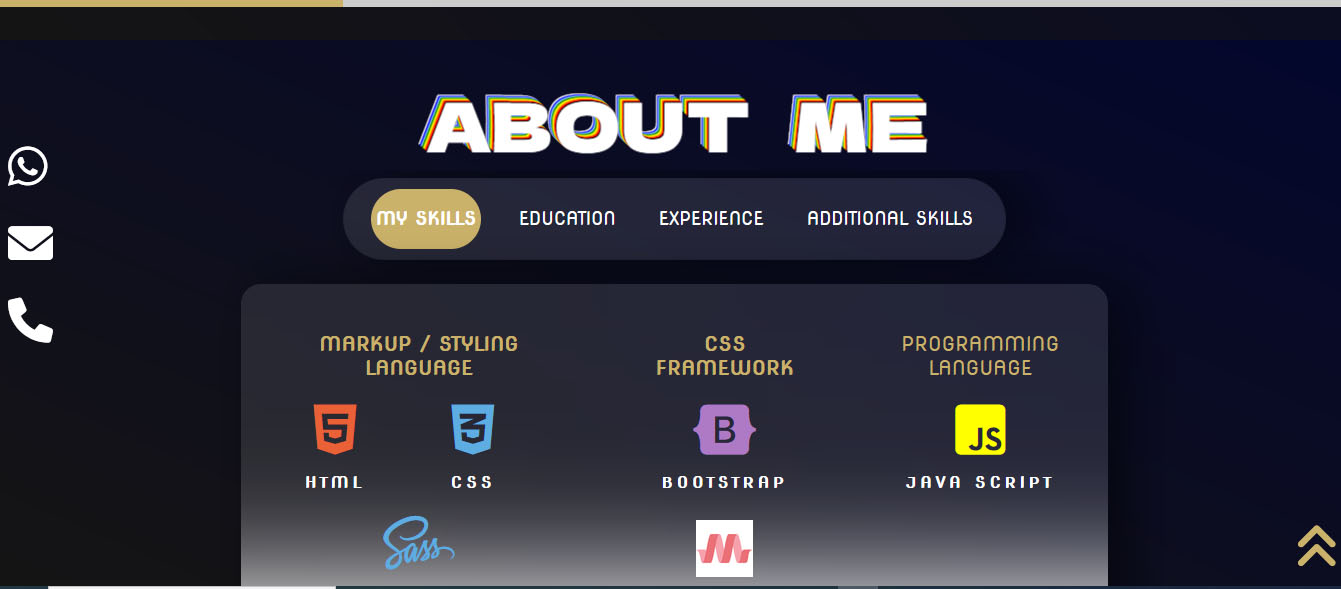 ABOUT ME
MY SKILLS EDUCATION EXPERIENCE ADDITIONAL SKILLS
MARKUP / STYLING
LANGUAGE
CSS
FRAMEWORK
PROGRAMMING
LANGUAGE
5
3
B
JS
HTML
CSS
BOOTSTRAP
JAVA SCRIPT
Sass